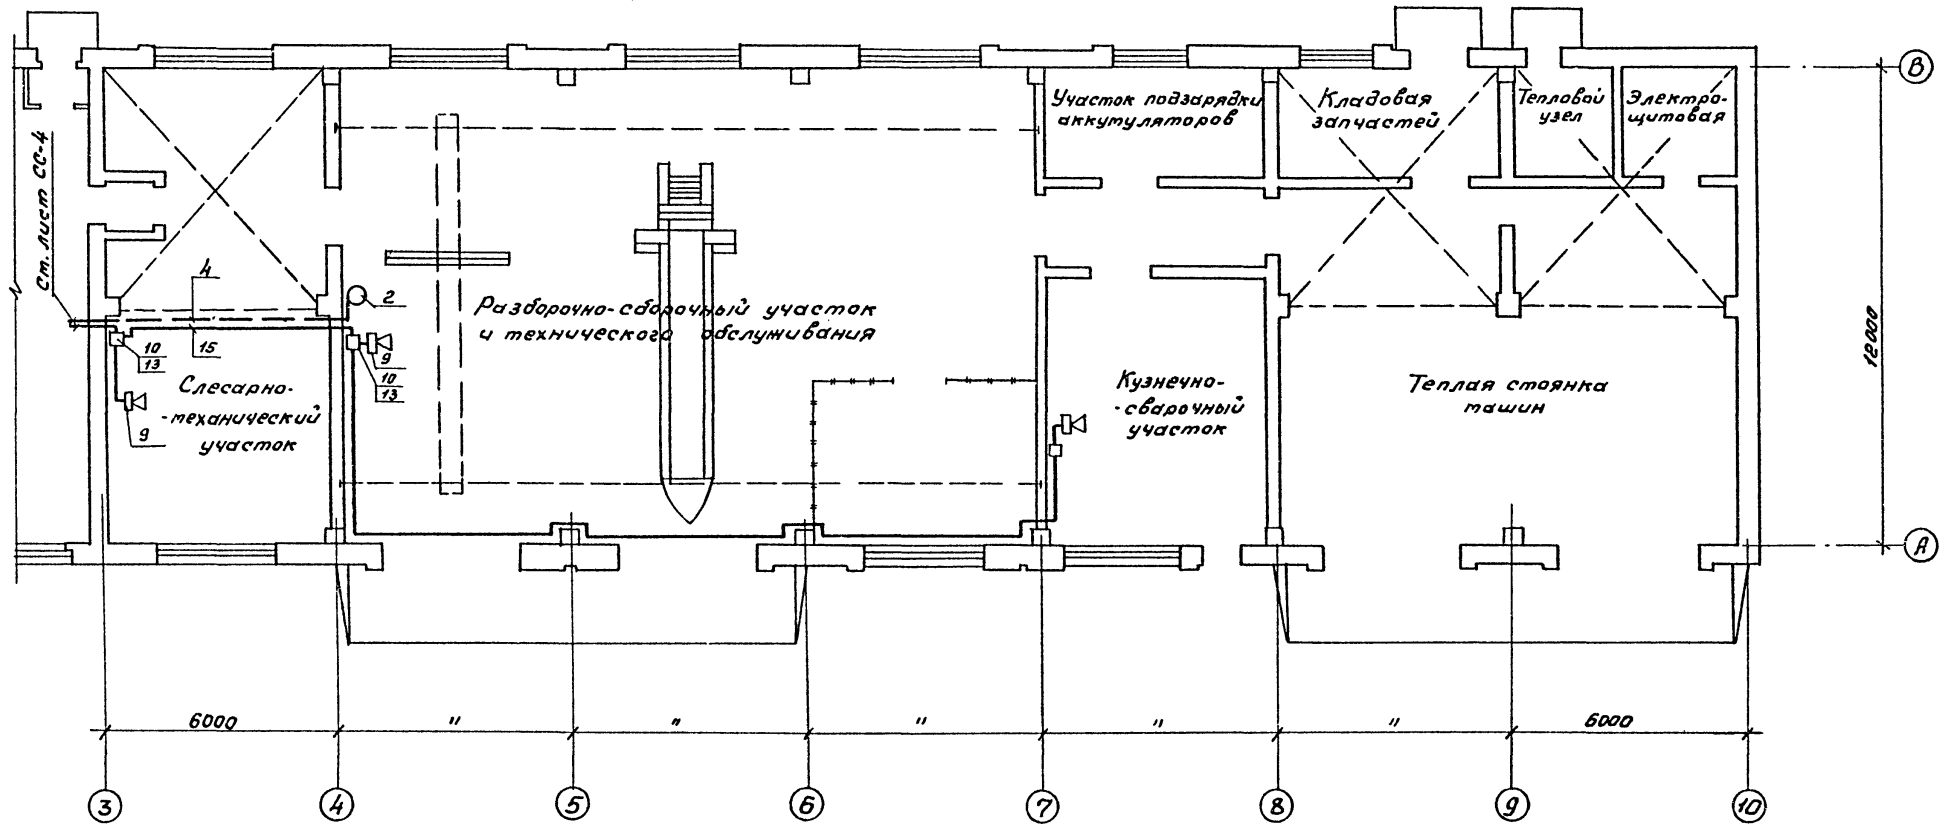 В
Участок подзарядки
аккумуляторов
Кладовая
запчастей
Тепловой
узел
Электро-
щитовая
см. лист СС-4
4
2
Разборочно-сборочный участок
и технического обслуживания
15
10
13
9
9
10
13
Слесарно-
-механический
участок
Кузнечно-
-сварочный
участок
Теплая стоянка
машин
12000
А
6000
"
"
"
"
"
6000
3
4
5
6
7
8
9
10